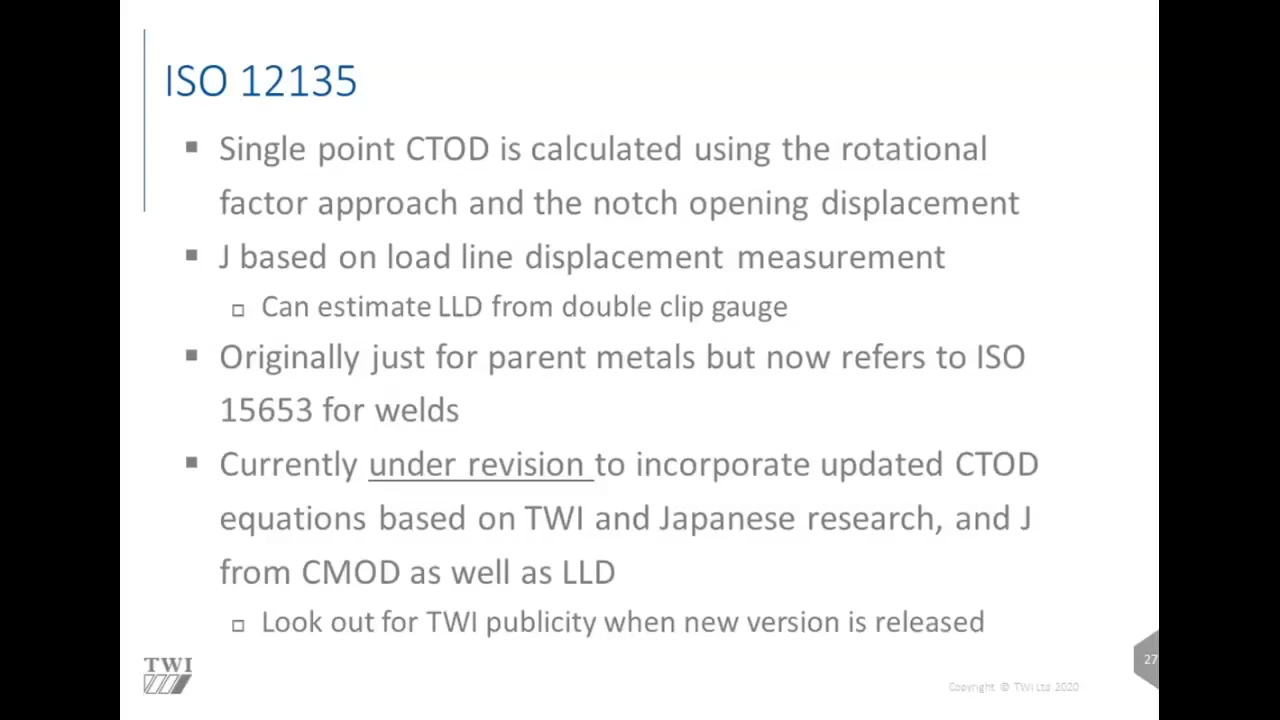 ISO 12135
▪ Single point CTOD is calculated using the rotational
factor approach and the notch opening displacement
▪ J based on load line displacement measurement
□ Can estimate LLD from double clip gauge
▪ Originally just for parent metals but now refers to ISO
15653 for welds
▪ Currently under revision to incorporate updated CTOD
equations based on TWI and Japanese research, and J
from CMOD as well as LLD
□ Look out for TWI publicity when new version is released
TWI
27
Copyright © TWI Ltd 2020